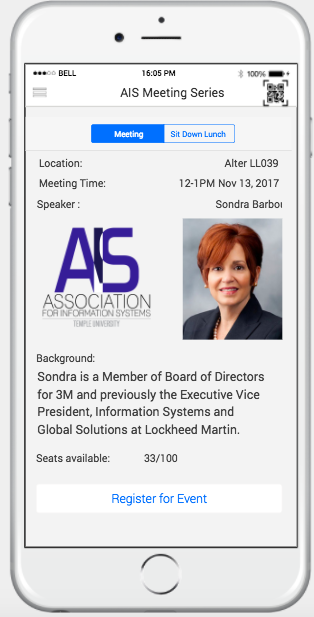 BELL 16:05 PM 100%
AIS Meeting Series
Meeting Sit Down Lunch
Location: Alter LL039
Meeting Time: 12-1PM Nov 13, 2017
Speaker : Sondra Barbou
AIS
ASSOCIATION
FOR INFORMATION SYSTEMS
TEMPLE UNIVERSITY
Background:
Sondra is a Member of Board of Directors
for 3M and previously the Executive Vice
President, Information Systems and
Global Solutions at Lockheed Martin.
Seats available: 33/100
Register for Event